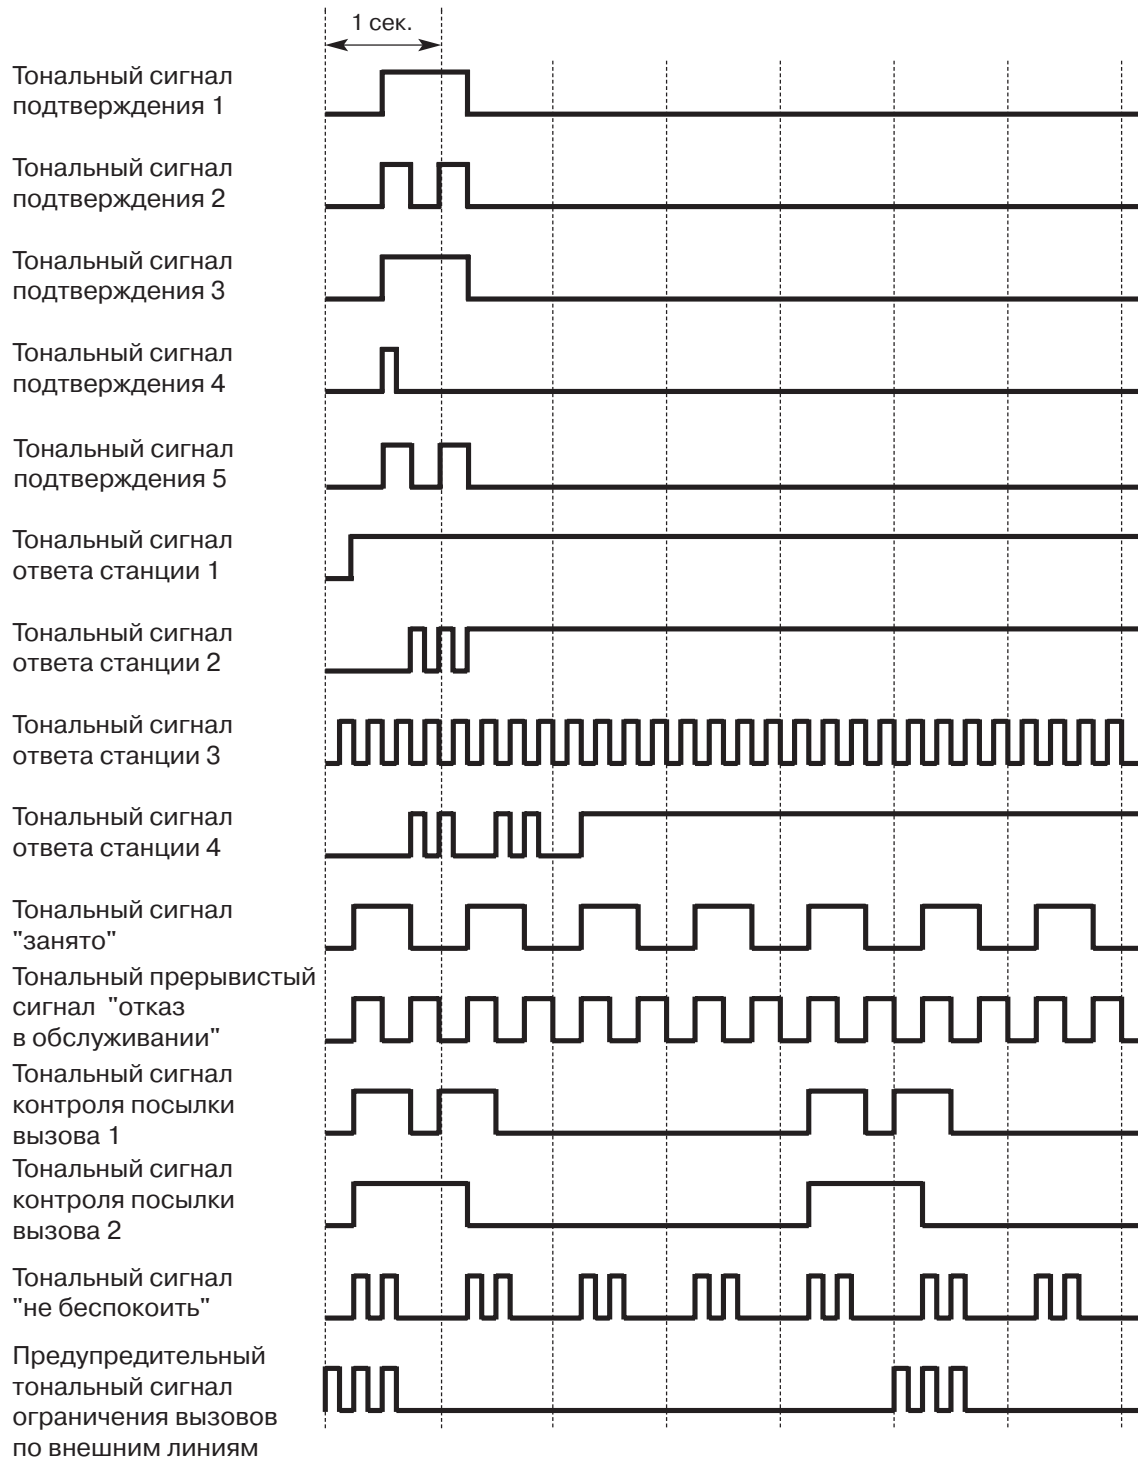 1 сек.
Тональный сигнал
подтверждения 1
Тональный сигнал
подтверждения 2
Тональный сигнал
подтверждения 3
Тональный сигнал
подтверждения 4
Тональный сигнал
подтверждения 5
Тональный сигнал
ответа станции 1
Тональный сигнал
ответа станции 2
Тональный сигнал
ответа станции 3
Тональный сигнал
ответа станции 4
Тональный сигнал
"занято"
Тональный прерывистый
сигнал "отказ
в обслуживании"
Тональный сигнал
контроля посылки
вызова 1
Тональный сигнал
контроля посылки
вызова 2
Тональный сигнал
"не беспокоить"
Предупредительный
тональный сигнал
ограничения вызовов
по внешним линиям